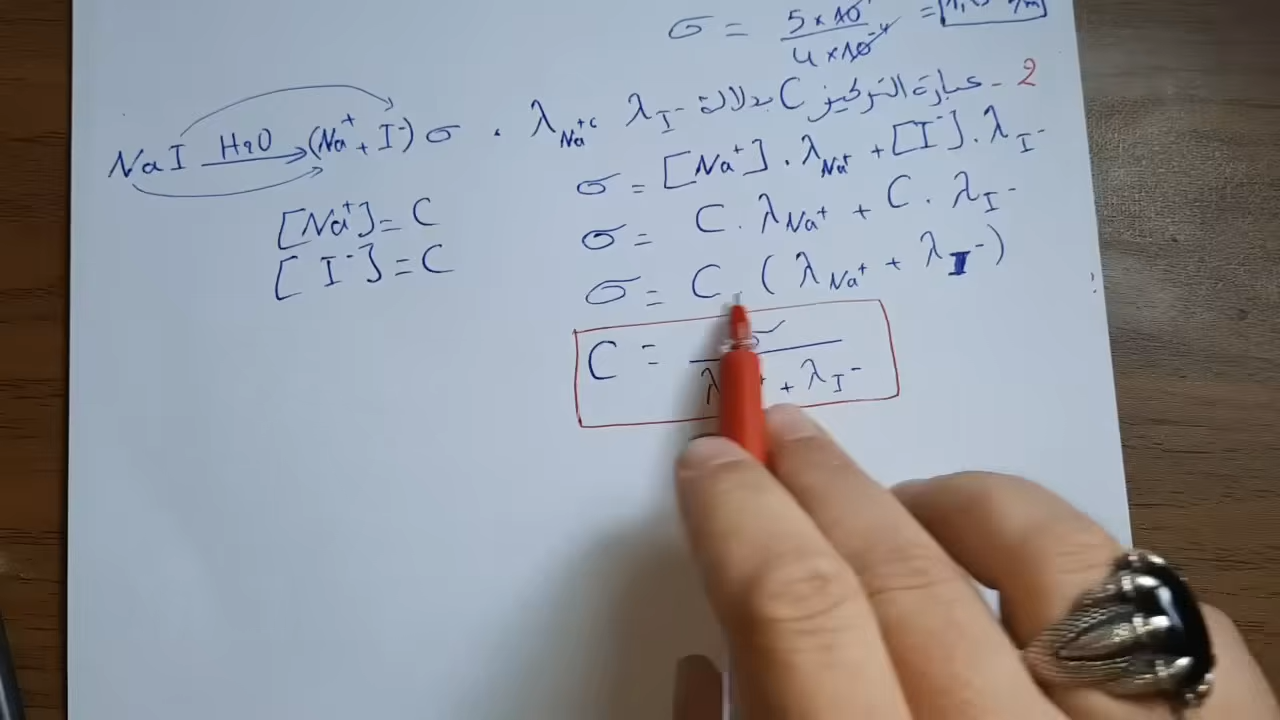 σ = 5 × 10 / 4 × 10⁻⁴ =
2 - عبارة التركيز C بدلالة λI⁻ λNa⁺ ، σ
NaI H₂O (Na⁺ + I⁻)
σ = [Na⁺] . λNa⁺ + [I⁻] . λI⁻
[Na⁺] = C
σ = C . λNa⁺ + C . λI⁻
[I⁻] = C
σ = C . (λNa⁺ + λI⁻)
C = σ / λ + λI⁻